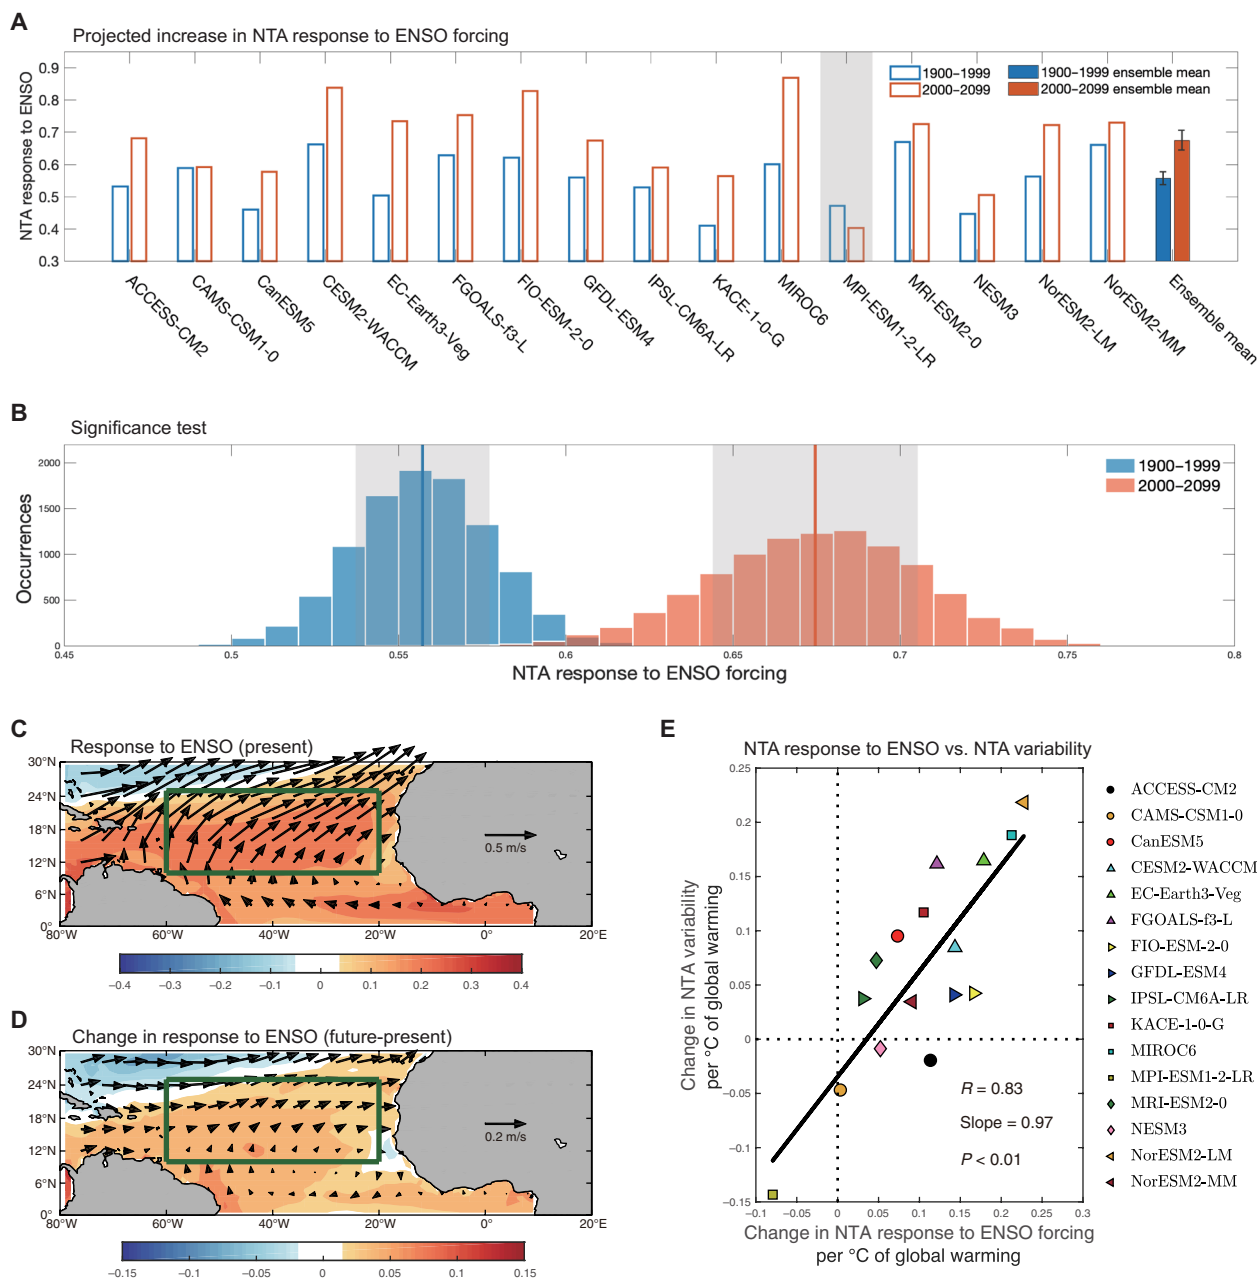 A
Projected increase in NTA response to ENSO forcing
NTA response to ENSO
0.9
0.8
0.7
0.6
0.5
0.4
0.3
1900–1999
2000–2099
1900–1999 ensemble mean
2000–2099 ensemble mean
ACCESS-CM2
CAMS-CSM1-0
CanESM5
CESM2-WACCM
EC-Earth3-Veg
FGOALS-f3-L
FIO-ESM-2-0
GFDL-ESM4
IPSL-CM6A-LR
KACE-1-0-G
MIROC6
MPI-ESM1-2-LR
MRI-ESM2-0
NESM3
NorESM2-LM
NorESM2-MM
Ensemble mean
B
Significance test
Occurrences
2000
1500
1000
500
0
1900–1999
2000–2099
0.45 0.5 0.55 0.6 0.65 0.7 0.75 0.8
NTA response to ENSO forcing
C
Response to ENSO (present)
30°N
24°N
18°N
12°N
6°N
0°
0.5 m/s
80°W 60°W 40°W 20°W 0° 20°E
−0.4 −0.3 −0.2 −0.1 0 0.1 0.2 0.3 0.4
D
Change in response to ENSO (future-present)
30°N
24°N
18°N
12°N
6°N
0°
0.2 m/s
80°W 60°W 40°W 20°W 0° 20°E
−0.15 −0.1 −0.05 0 0.05 0.1 0.15
E
NTA response to ENSO vs. NTA variability
Change in NTA variability
per °C of global warming
0.25
0.2
0.15
0.1
0.05
0
−0.05
−0.1
−0.15
R = 0.83
Slope = 0.97
P < 0.01
−0.1 −0.05 0 0.05 0.1 0.15 0.2 0.25 0.3
Change in NTA response to ENSO forcing
per °C of global warming
ACCESS-CM2
CAMS-CSM1-0
CanESM5
CESM2-WACCM
EC-Earth3-Veg
FGOALS-f3-L
FIO-ESM-2-0
GFDL-ESM4
IPSL-CM6A-LR
KACE-1-0-G
MIROC6
MPI-ESM1-2-LR
MRI-ESM2-0
NESM3
NorESM2-LM
NorESM2-MM